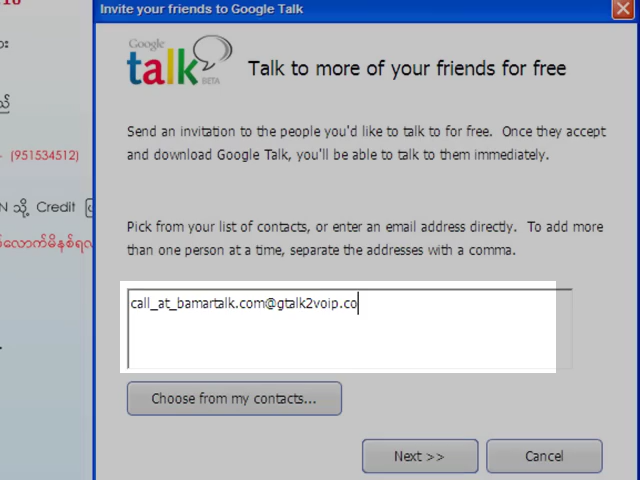 Invite your friends to Google Talk
Google
talk
BETA
Talk to more of your friends for free
Send an invitation to the people you'd like to talk to for free. Once they accept
and download Google Talk, you'll be able to talk to them immediately.
(951534512)
N သို့ Credit
Pick from your list of contacts, or enter an email address directly. To add more
than one person at a time, separate the addresses with a comma.
call_at_bamartalk.com@gtalk2voip.co
Choose from my contacts...
Next >>
Cancel